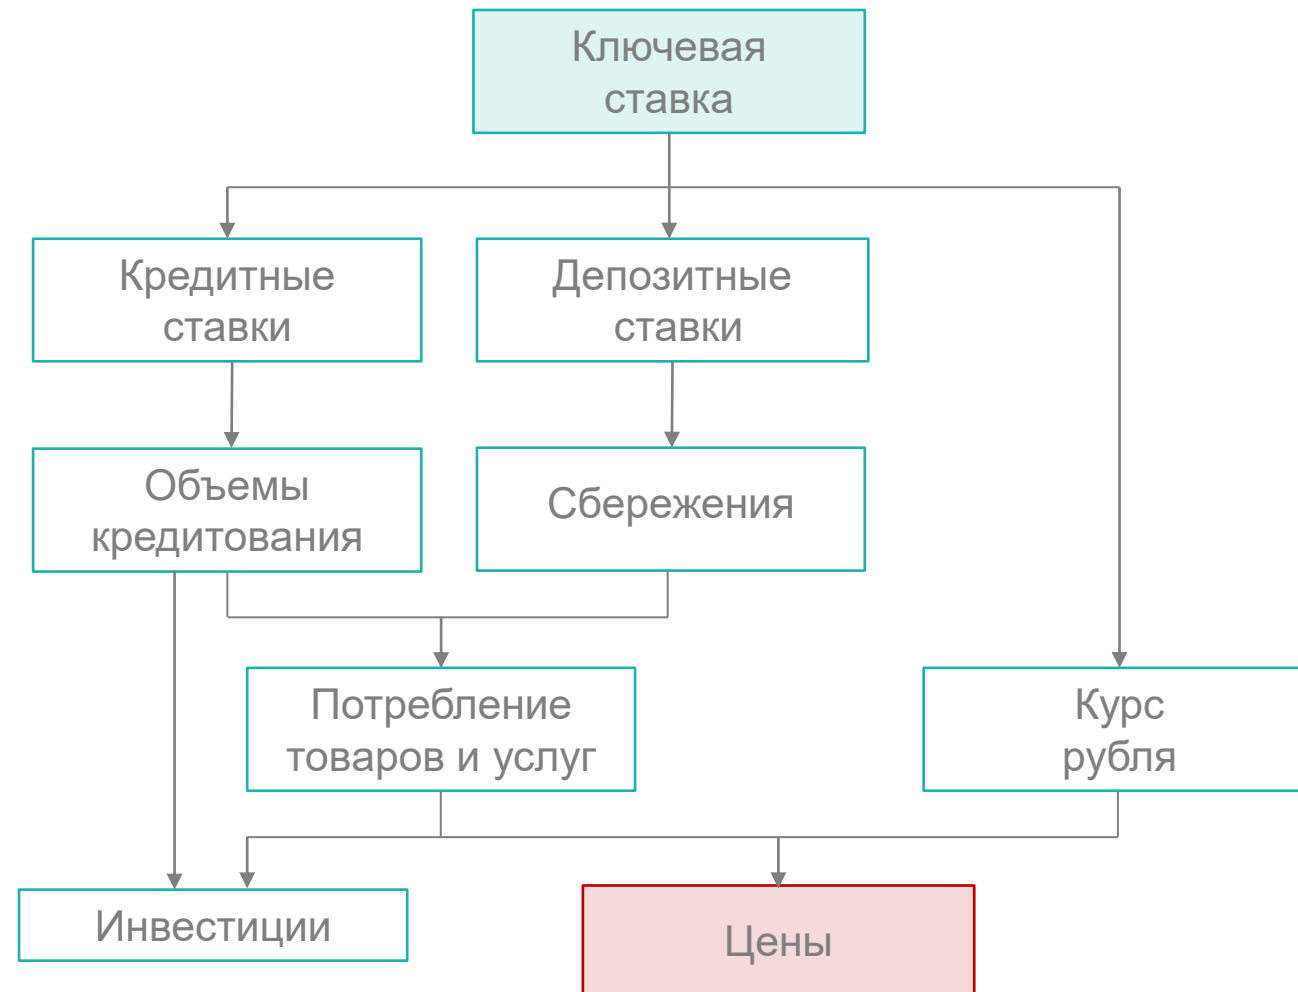 Ключевая
ставка
Кредитные
ставки
Депозитные
ставки
Объемы
кредитования
Сбережения
Потребление
товаров и услуг
Курс
рубля
Инвестиции
Цены